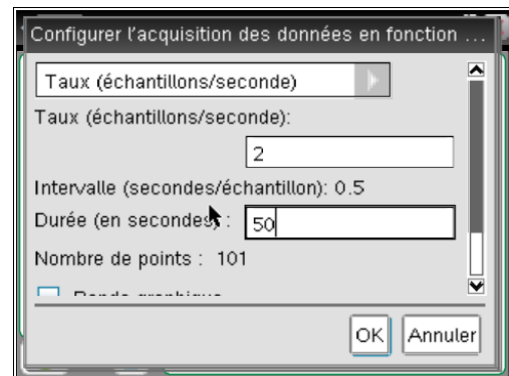 Configurer l'acquisition des données en fonction ...
Taux (échantillons/seconde)
Taux (échantillons/seconde):
2
Intervalle (secondes/échantillon): 0.5
Durée (en secondes) : 50
Nombre de points : 101
OK Annuler